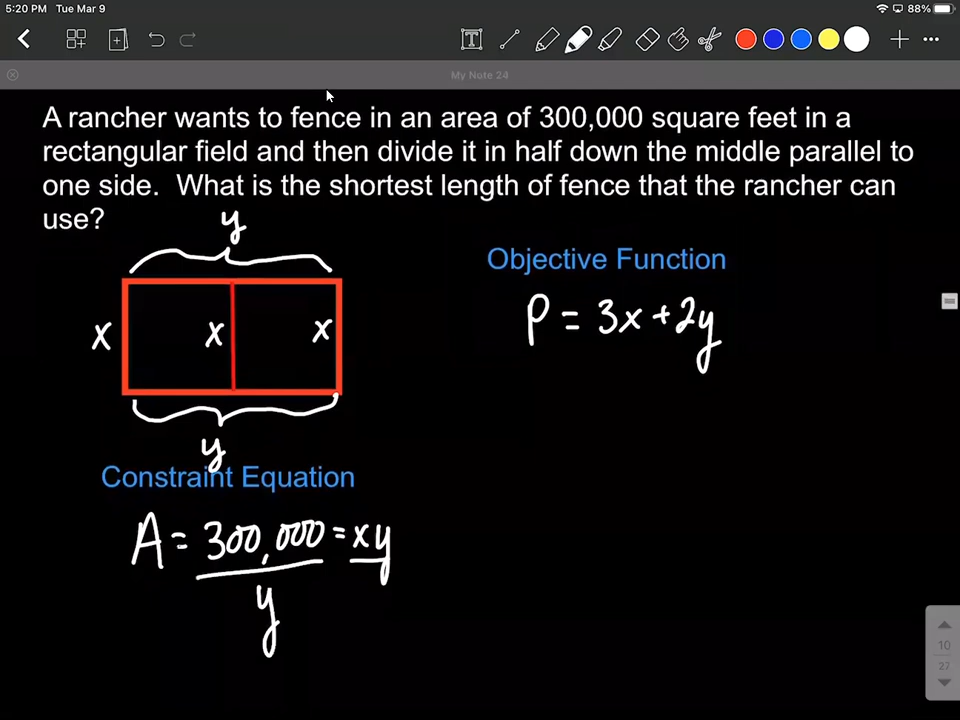 5:20 PM Tue Mar 9
88%
My Note 24
A rancher wants to fence in an area of 300,000 square feet in a
rectangular field and then divide it in half down the middle parallel to
one side. What is the shortest length of fence that the rancher can
use?
y
Objective Function
P = 3x + 2y
x x x
y
Constraint Equation
A = 300,000 = xy
y
10
27